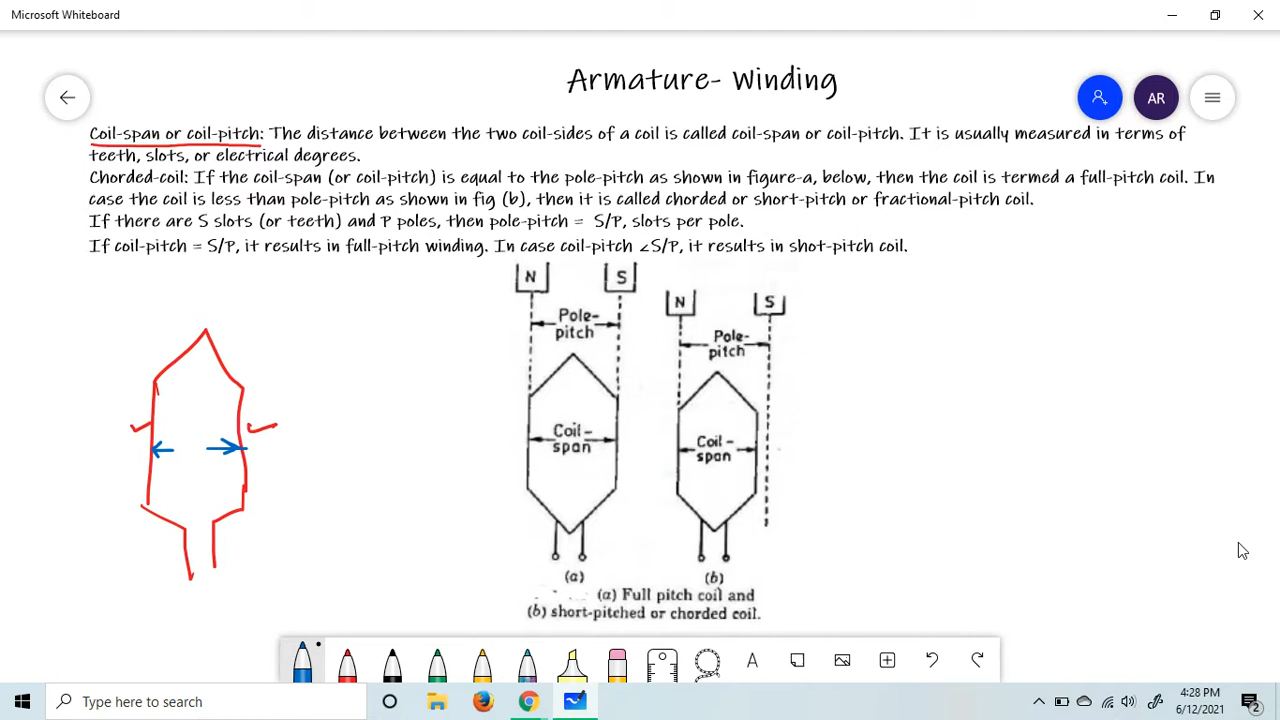 Microsoft Whiteboard
Armature- Winding
AR
Coil-span or coil-pitch: The distance between the two coil-sides of a coil is called coil-span or coil-pitch. It is usually measured in terms of
teeth, slots, or electrical degrees.
Chorded-coil: If the coil-span (or coil-pitch) is equal to the pole-pitch as shown in figure-a, below, then the coil is termed a full-pitch coil. In
case the coil is less than pole-pitch as shown in fig (b), then it is called chorded or short-pitch or fractional-pitch coil.
If there are S slots (or teeth) and P poles, then pole-pitch = S/P, slots per pole.
If coil-pitch = S/P, it results in full-pitch winding. In case coil-pitch ∠S/P, it results in shot-pitch coil.
N S
Pole-
pitch
Coil-
span
(a)
N S
Pole-
pitch
Coil-
span
(b)
(a) Full pitch coil and
(b) short-pitched or chorded coil.
A
Type here to search
4:28 PM
6/12/2021
2